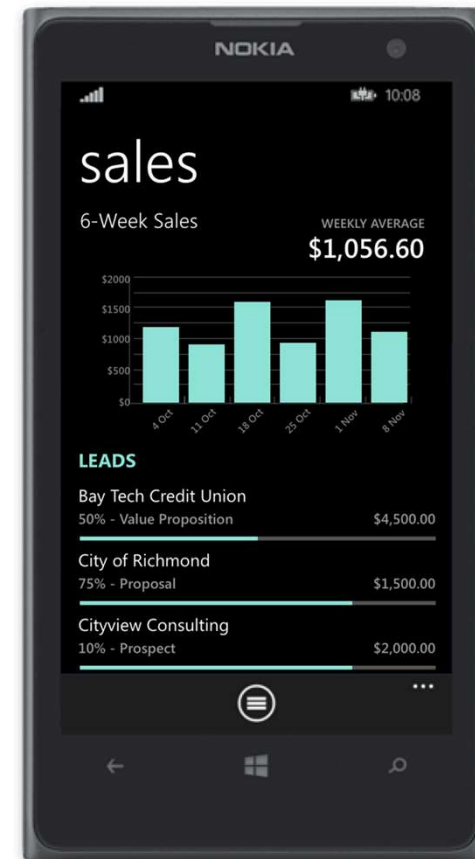 NOKIA
10:08
sales
6-Week Sales
WEEKLY AVERAGE
$1,056.60
$2000
$1500
$1000
$500
$0
4 Oct 11 Oct 18 Oct 25 Oct 1 Nov 8 Nov
LEADS
Bay Tech Credit Union
50% - Value Proposition $4,500.00
City of Richmond
75% - Proposal $1,500.00
Cityview Consulting
10% - Prospect $2,000.00